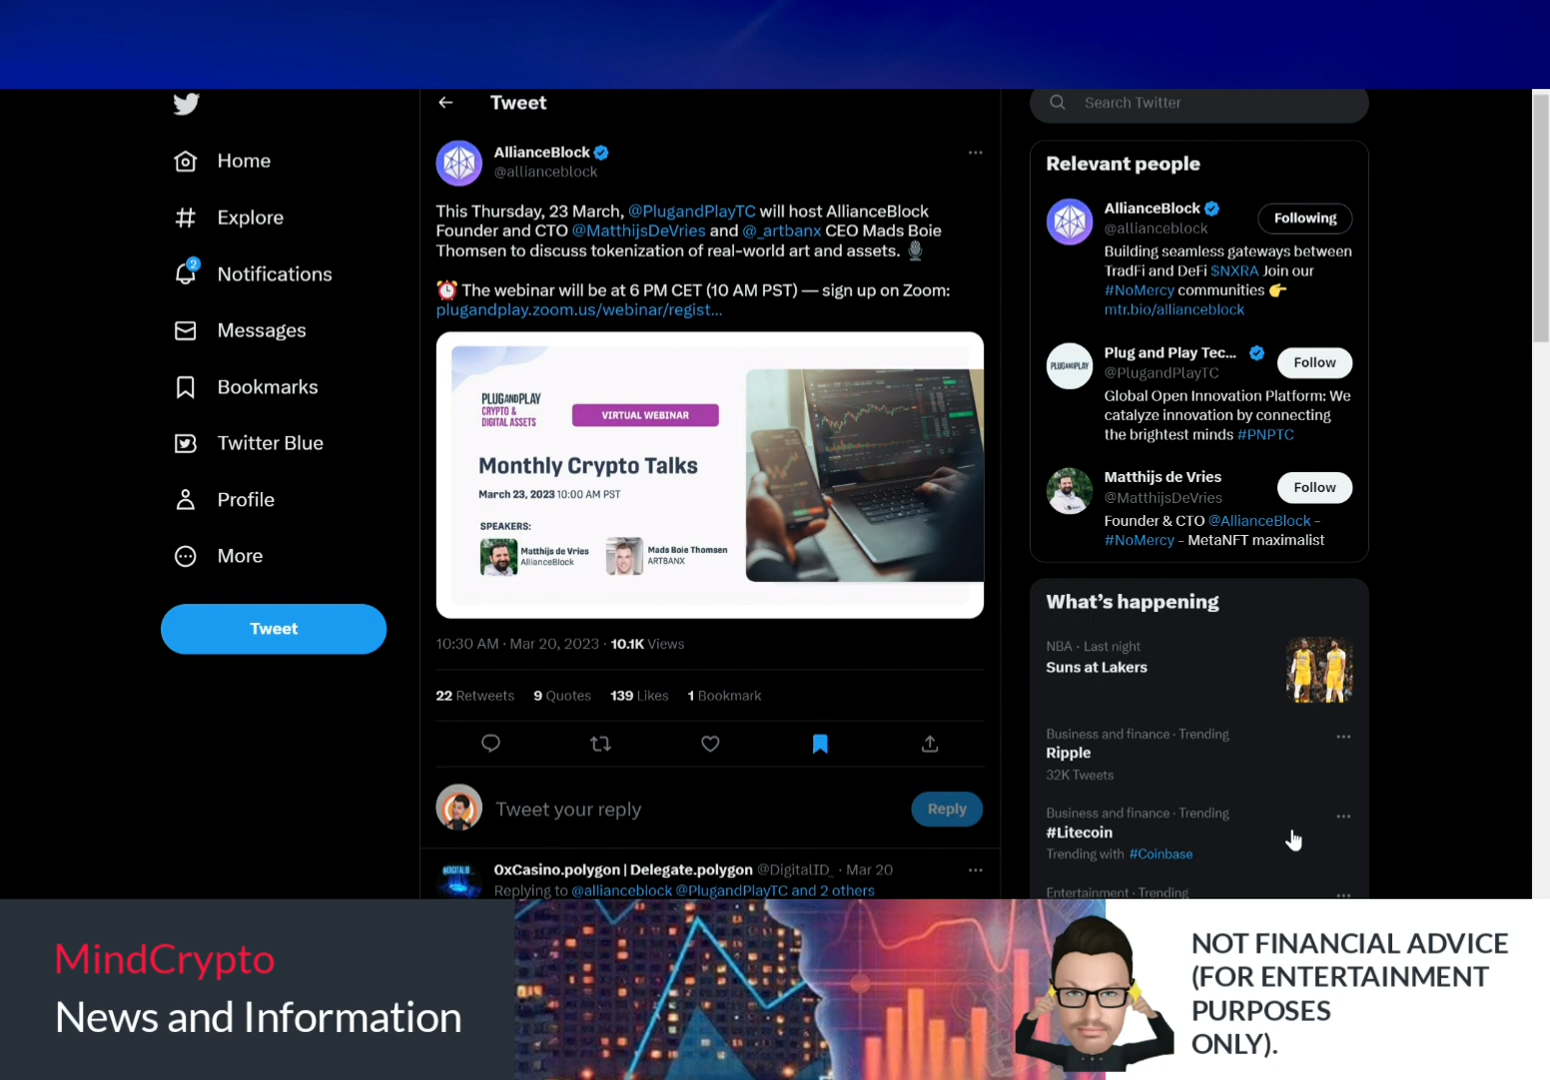 Home
Explore
2
Notifications
Messages
Bookmarks
Twitter Blue
Profile
More
Tweet
Tweet
AllianceBlock
@allianceblock
This Thursday, 23 March, @PlugandPlayTC will host AllianceBlock
Founder and CTO @MatthijsDeVries and @_artbanx CEO Mads Boie
Thomsen to discuss tokenization of real-world art and assets. 🎙️
⏰ The webinar will be at 6 PM CET (10 AM PST) — sign up on Zoom:
plugandplay.zoom.us/webinar/regist...
PLUGANDPLAY
CRYPTO &
DIGITAL ASSETS
VIRTUAL WEBINAR
Monthly Crypto Talks
March 23, 2023 10:00 AM PST
SPEAKERS:
Matthijs de Vries
AllianceBlock
Mads Boie Thomsen
ARTBANX
10:30 AM · Mar 20, 2023 · 10.1K Views
22 Retweets 9 Quotes 139 Likes 1 Bookmark
Tweet your reply
Reply
0xCasino.polygon | Delegate.polygon @DigitalID_ · Mar 20
Replying to @allianceblock @PlugandPlayTC and 2 others
Search Twitter
Relevant people
AllianceBlock
@allianceblock
Following
Building seamless gateways between
TradFi and DeFi $NXRA Join our
#NoMercy communities 👉
mtr.bio/allianceblock
PLUGANDPLAY
Plug and Play Tec...
@PlugandPlayTC
Follow
Global Open Innovation Platform: We
catalyze innovation by connecting
the brightest minds #PNPTC
Matthijs de Vries
@MatthijsDeVries
Follow
Founder & CTO @AllianceBlock -
#NoMercy - MetaNFT maximalist
What's happening
NBA · Last night
Suns at Lakers
Business and finance · Trending
Ripple
32K Tweets
Business and finance · Trending
#Litecoin
Trending with #Coinbase
Entertainment · Trending
MindCrypto
News and Information
NOT FINANCIAL ADVICE
(FOR ENTERTAINMENT
PURPOSES
ONLY).